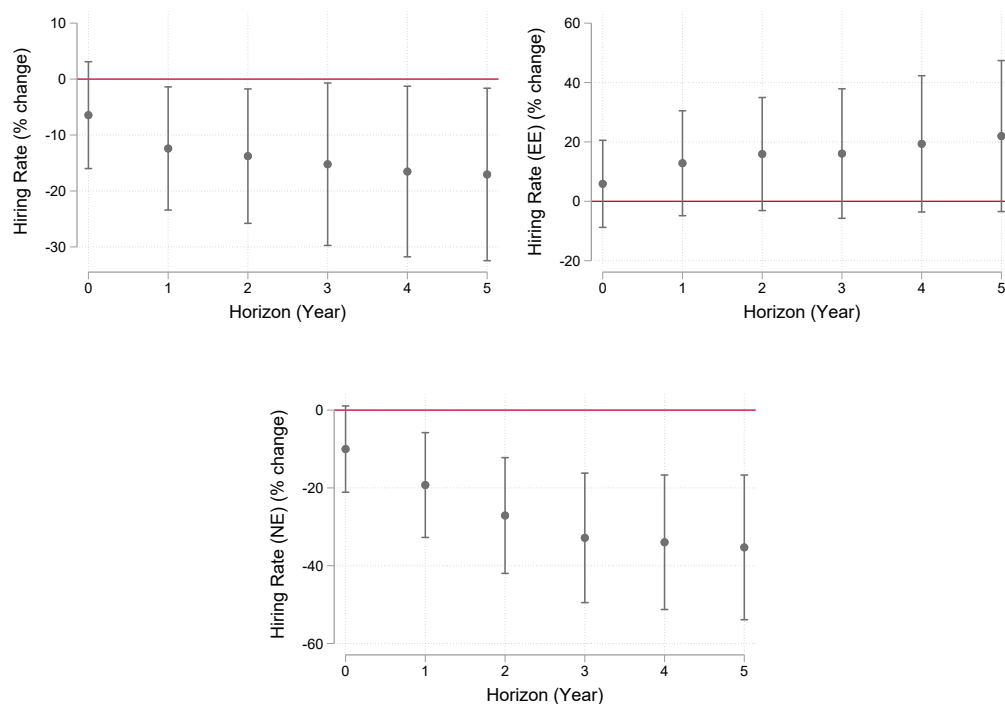 Hiring Rate (% change)
10
0
-10
-20
-30
0 1 2 3 4 5
Horizon (Year)
Hiring Rate (EE) (% change)
60
40
20
0
-20
0 1 2 3 4 5
Horizon (Year)
Hiring Rate (NE) (% change)
0
-20
-40
-60
0 1 2 3 4 5
Horizon (Year)